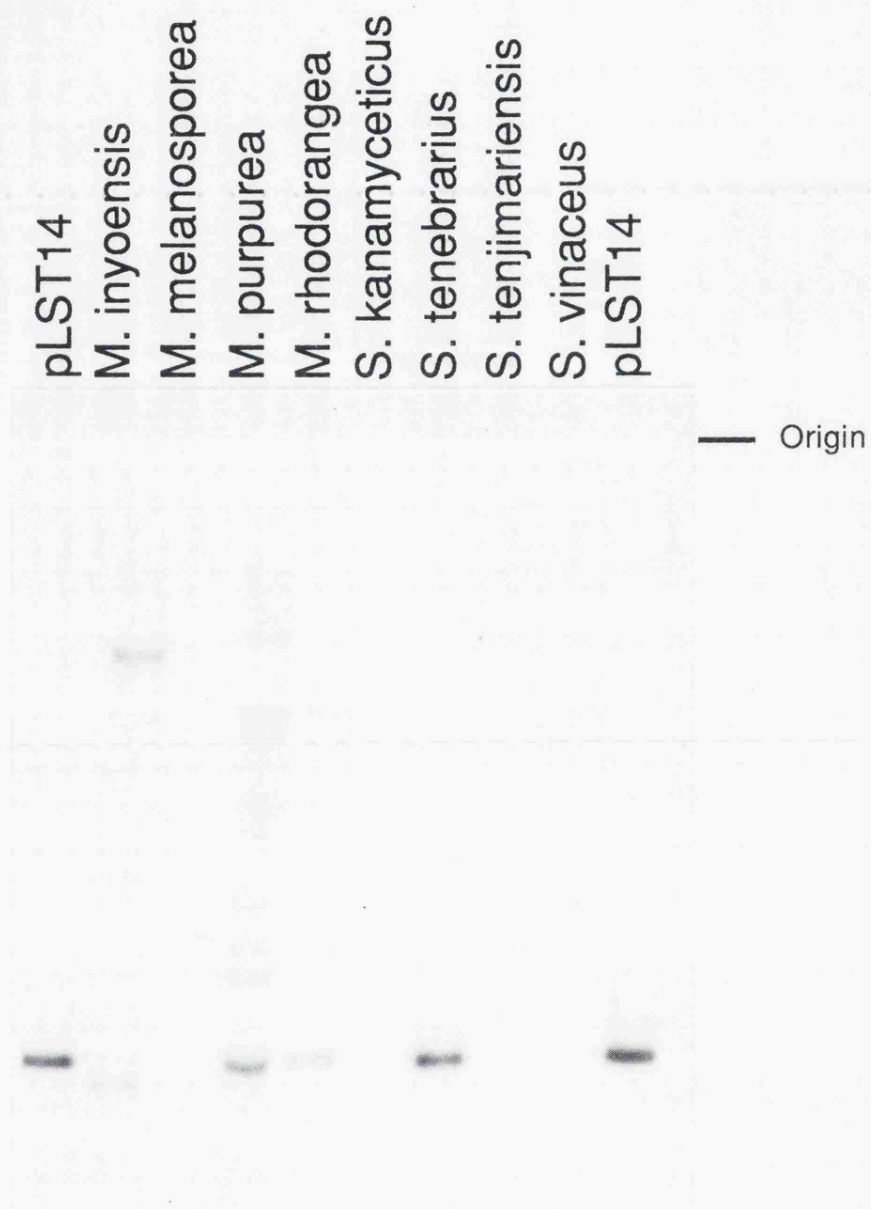 pLST14
M. inyoensis
M. melanosporea
M. purpurea
M. rhodorangea
S. kanamyceticus
S. tenebrarius
S. tenjimariensis
S. vinaceus
pLST14
Origin